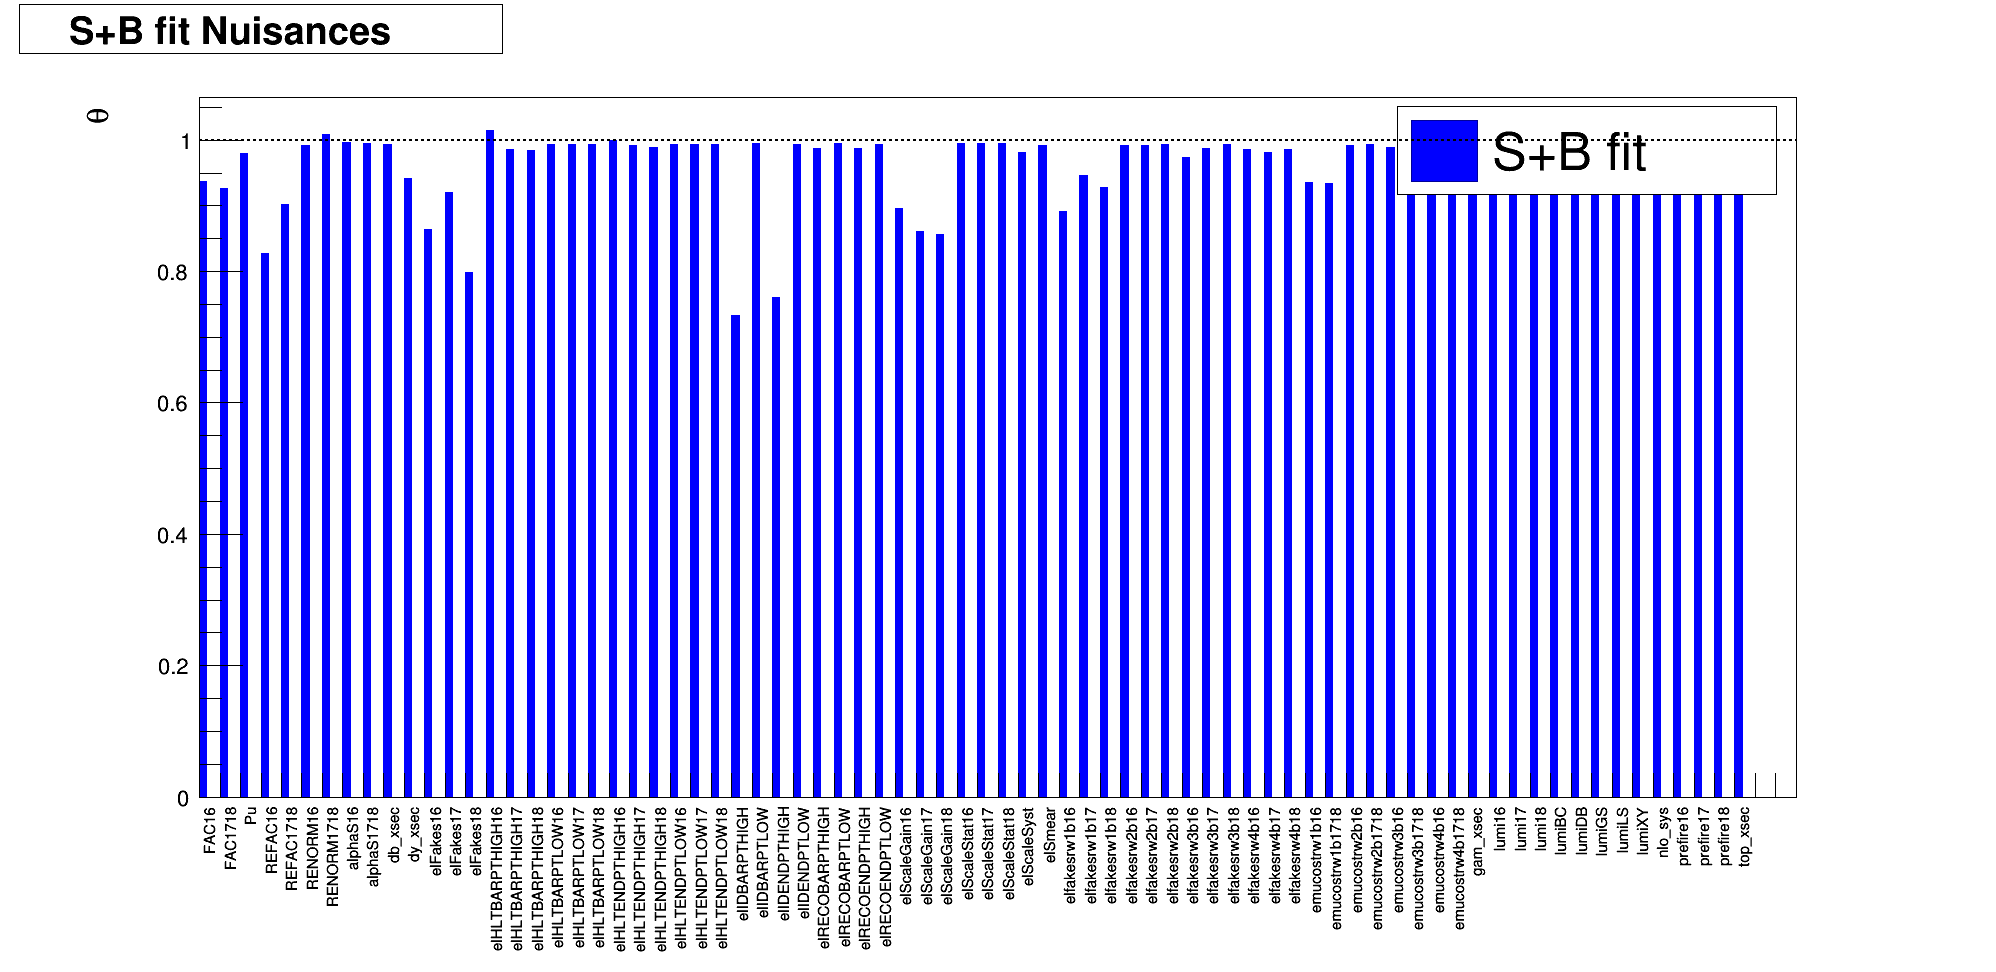 S+B fit Nuisances
θ
S+B fit
1
0.8
0.6
0.4
0.2
0
FAC16
FAC1718
Pu
REFAC16
REFAC1718
RENORM16
RENORM1718
alphaS16
alphaS1718
db_xsec
dy_xsec
elFakes16
elFakes17
elFakes18
elHLTBARPTHIGH16
elHLTBARPTHIGH17
elHLTBARPTHIGH18
elHLTBARPTLOW16
elHLTBARPTLOW17
elHLTBARPTLOW18
elHLTENDPTHIGH16
elHLTENDPTHIGH17
elHLTENDPTHIGH18
elHLTENDPTLOW16
elHLTENDPTLOW17
elHLTENDPTLOW18
elIDBARPTHIGH
elIDBARPTLOW
elIDENDPTHIGH
elIDENDPTLOW
elRECOBARPTHIGH
elRECOBARPTLOW
elRECOENDPTHIGH
elRECOENDPTLOW
elScaleGain16
elScaleGain17
elScaleGain18
elScaleStat16
elScaleStat17
elScaleStat18
elScaleSyst
elSmear
elfakesrw1b16
elfakesrw1b17
elfakesrw1b18
elfakesrw2b16
elfakesrw2b17
elfakesrw2b18
elfakesrw3b16
elfakesrw3b17
elfakesrw3b18
elfakesrw4b16
elfakesrw4b17
elfakesrw4b18
emucostrw1b16
emucostrw1b1718
emucostrw2b16
emucostrw2b1718
emucostrw3b16
emucostrw3b1718
emucostrw4b16
emucostrw4b1718
gam_xsec
lumi16
lumi17
lumi18
lumiBC
lumiDB
lumiGS
lumiLS
lumiXY
nlo_sys
prefire16
prefire17
prefire18
top_xsec